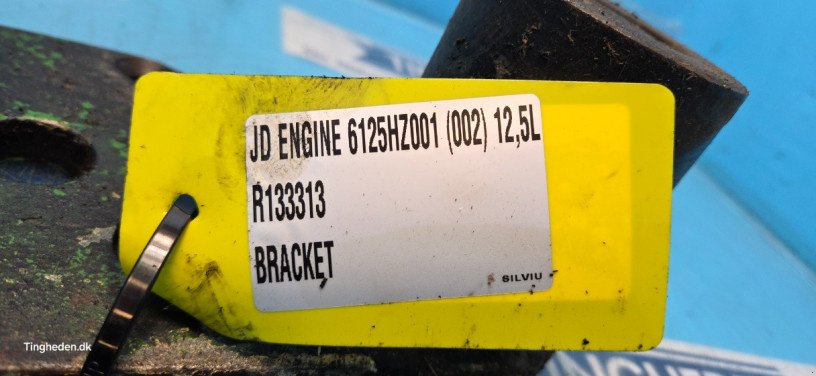 JD ENGINE 6125HZ001 (002) 12,5L
R133313
BRACKET
SILVIU
Tingheden.dk